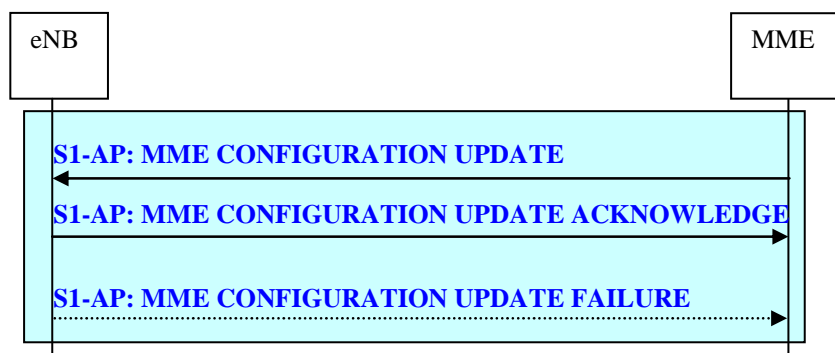 eNB
MME
S1-AP: MME CONFIGURATION UPDATE
S1-AP: MME CONFIGURATION UPDATE ACKNOWLEDGE
S1-AP: MME CONFIGURATION UPDATE FAILURE